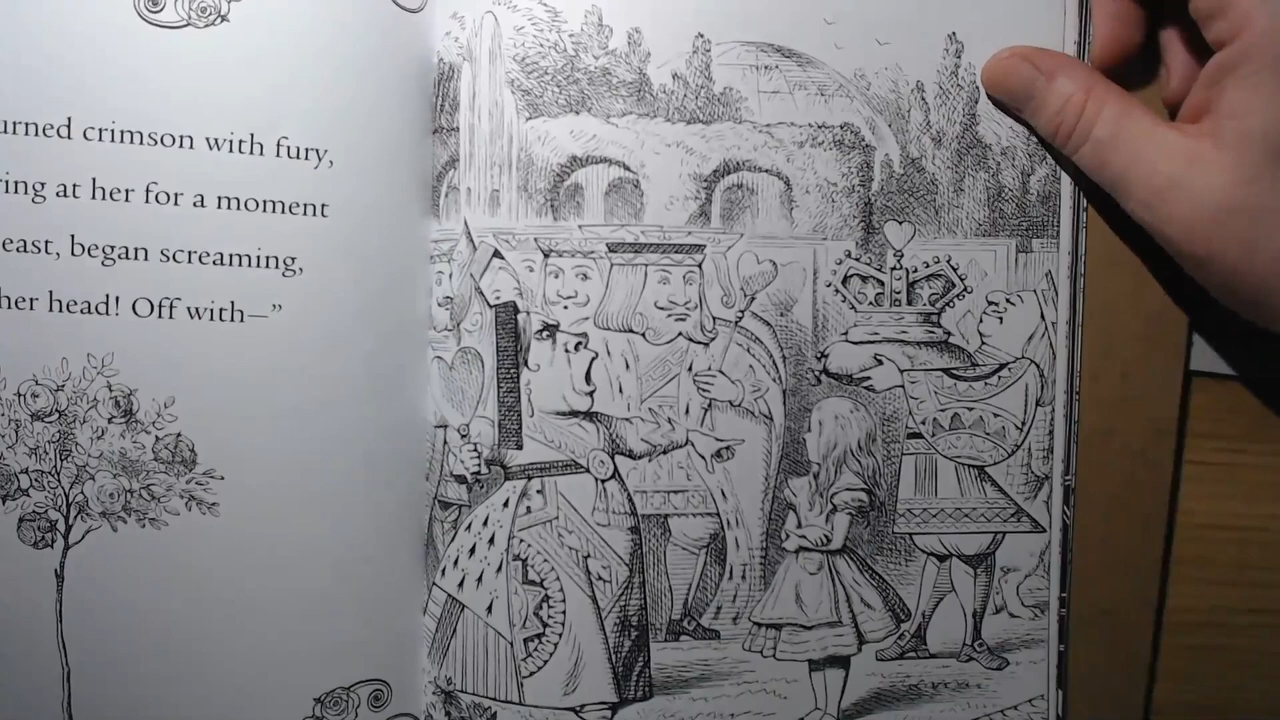 urned crimson with fury,
ring at her for a moment
east, began screaming,
her head! Off with—”